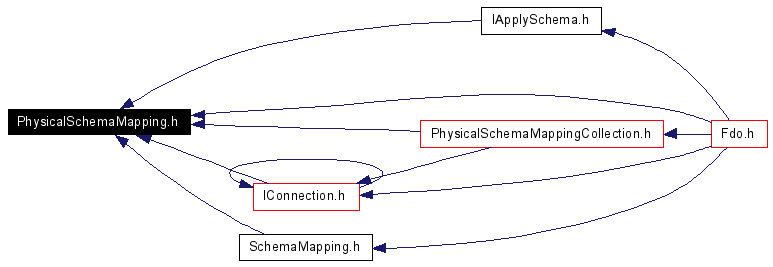 IApplySchema.h
PhysicalSchemaMapping.h
PhysicalSchemaMappingCollection.h
Fdo.h
IConnection.h
SchemaMapping.h